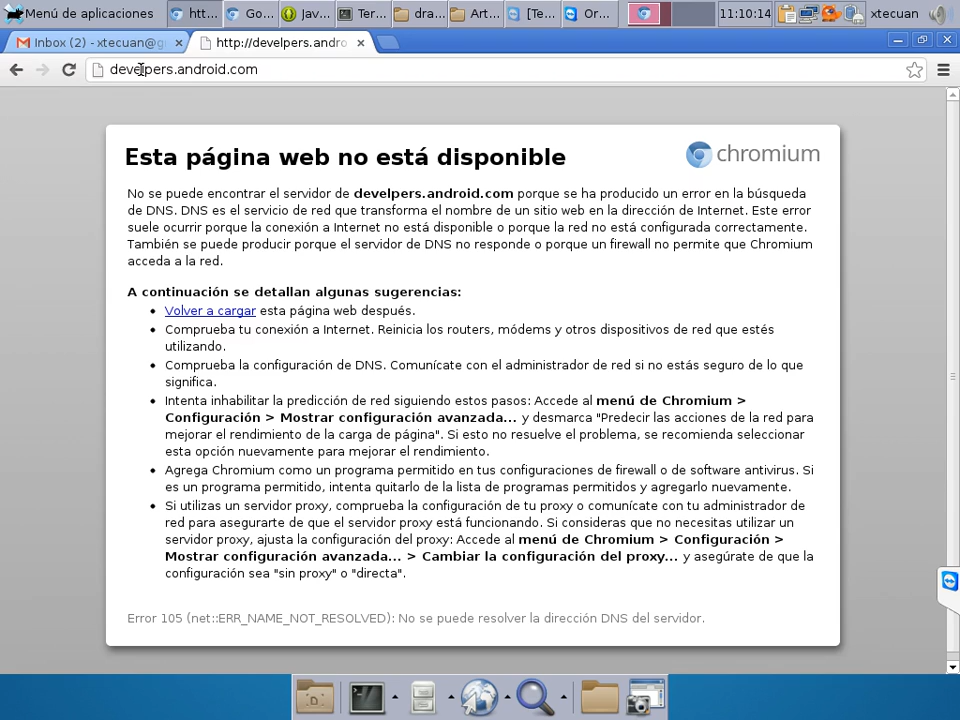 Menú de aplicaciones htt... Go... Jav... Ter... dra... Art... [Te... Or... 11:10:14 xtecuan
Inbox (2) - xtecuan@g http://develpers.andro
develpers.android.com
Esta página web no está disponible
chromium
No se puede encontrar el servidor de develpers.android.com porque se ha producido un error en la búsqueda
de DNS. DNS es el servicio de red que transforma el nombre de un sitio web en la dirección de Internet. Este error
suele ocurrir porque la conexión a Internet no está disponible o porque la red no está configurada correctamente.
También se puede producir porque el servidor de DNS no responde o porque un firewall no permite que Chromium
acceda a la red.
A continuación se detallan algunas sugerencias:
• Volver a cargar esta página web después.
• Comprueba tu conexión a Internet. Reinicia los routers, módems y otros dispositivos de red que estés
utilizando.
• Comprueba la configuración de DNS. Comunícate con el administrador de red si no estás seguro de lo que
significa.
• Intenta inhabilitar la predicción de red siguiendo estos pasos: Accede al menú de Chromium >
Configuración > Mostrar configuración avanzada... y desmarca "Predecir las acciones de la red para
mejorar el rendimiento de la carga de página". Si esto no resuelve el problema, se recomienda seleccionar
esta opción nuevamente para mejorar el rendimiento.
• Agrega Chromium como un programa permitido en tus configuraciones de firewall o de software antivirus. Si
es un programa permitido, intenta quitarlo de la lista de programas permitidos y agregarlo nuevamente.
• Si utilizas un servidor proxy, comprueba la configuración de tu proxy o comunícate con tu administrador de
red para asegurarte de que el servidor proxy está funcionando. Si consideras que no necesitas utilizar un
servidor proxy, ajusta la configuración del proxy: Accede al menú de Chromium > Configuración >
Mostrar configuración avanzada... > Cambiar la configuración del proxy... y asegúrate de que la
configuración sea "sin proxy" o "directa".
Error 105 (net::ERR_NAME_NOT_RESOLVED): No se puede resolver la dirección DNS del servidor.